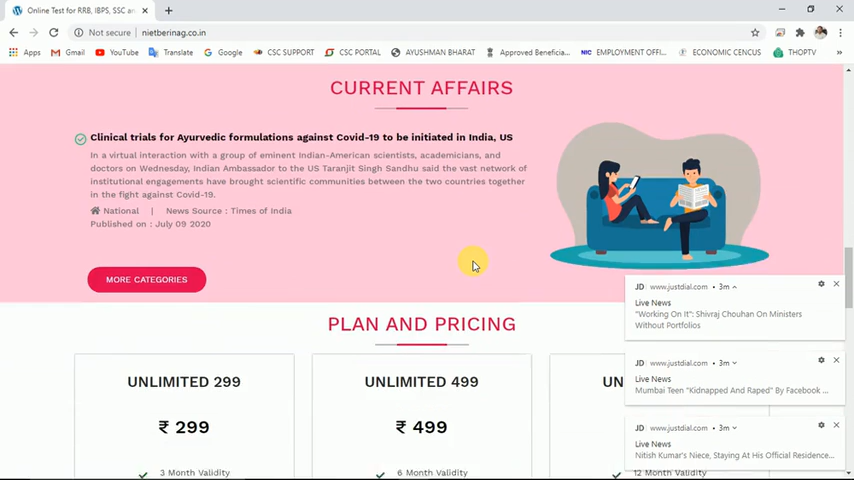 Online Test for RRB, IBPS, SSC an
Not secure | nietberinag.co.in
Apps Gmail YouTube Translate Google CSC SUPPORT CSC PORTAL AYUSHMAN BHARAT Approved Beneficia... NIC EMPLOYMENT OFFI... ECONOMIC CENCUS THOPTV
CURRENT AFFAIRS
Clinical trials for Ayurvedic formulations against Covid-19 to be initiated in India, US
In a virtual interaction with a group of eminent Indian-American scientists, academicians, and
doctors on Wednesday, Indian Ambassador to the US Taranjit Singh Sandhu said the vast network of
institutional engagements have brought scientific communities between the two countries together
in the fight against Covid-19.
National | News Source : Times of India
Published on : July 09 2020
MORE CATEGORIES
PLAN AND PRICING
UNLIMITED 299
₹ 299
3 Month Validity
UNLIMITED 499
₹ 499
6 Month Validity
UN
12 Month Validity
JD www.justdial.com • 3m
Live News
"Working On It": Shivraj Chouhan On Ministers
Without Portfolios
JD www.justdial.com • 3m
Live News
Mumbai Teen "Kidnapped And Raped" By Facebook ...
JD www.justdial.com • 3m
Live News
Nitish Kumar's Niece, Staying At His Official Residence...